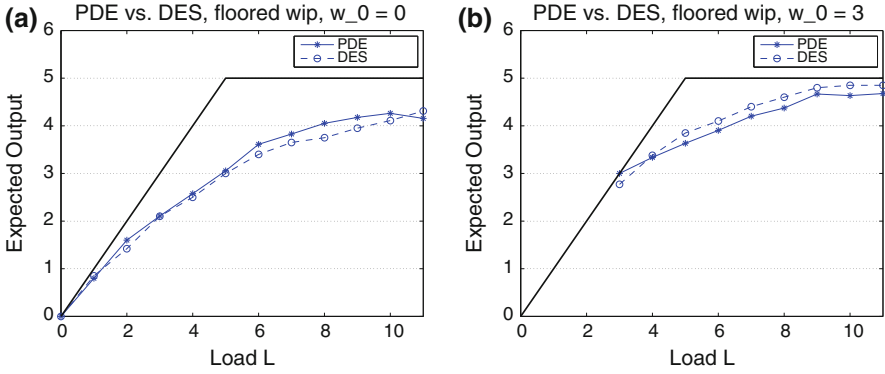 (a)
PDE vs. DES, floored wip, w_0 = 0
6
5
4
3
2
1
0
Expected Output
PDE
DES
0 2 4 6 8 10
Load L
(b)
PDE vs. DES, floored wip, w_0 = 3
6
5
4
3
2
1
0
Expected Output
PDE
DES
0 2 4 6 8 10
Load L